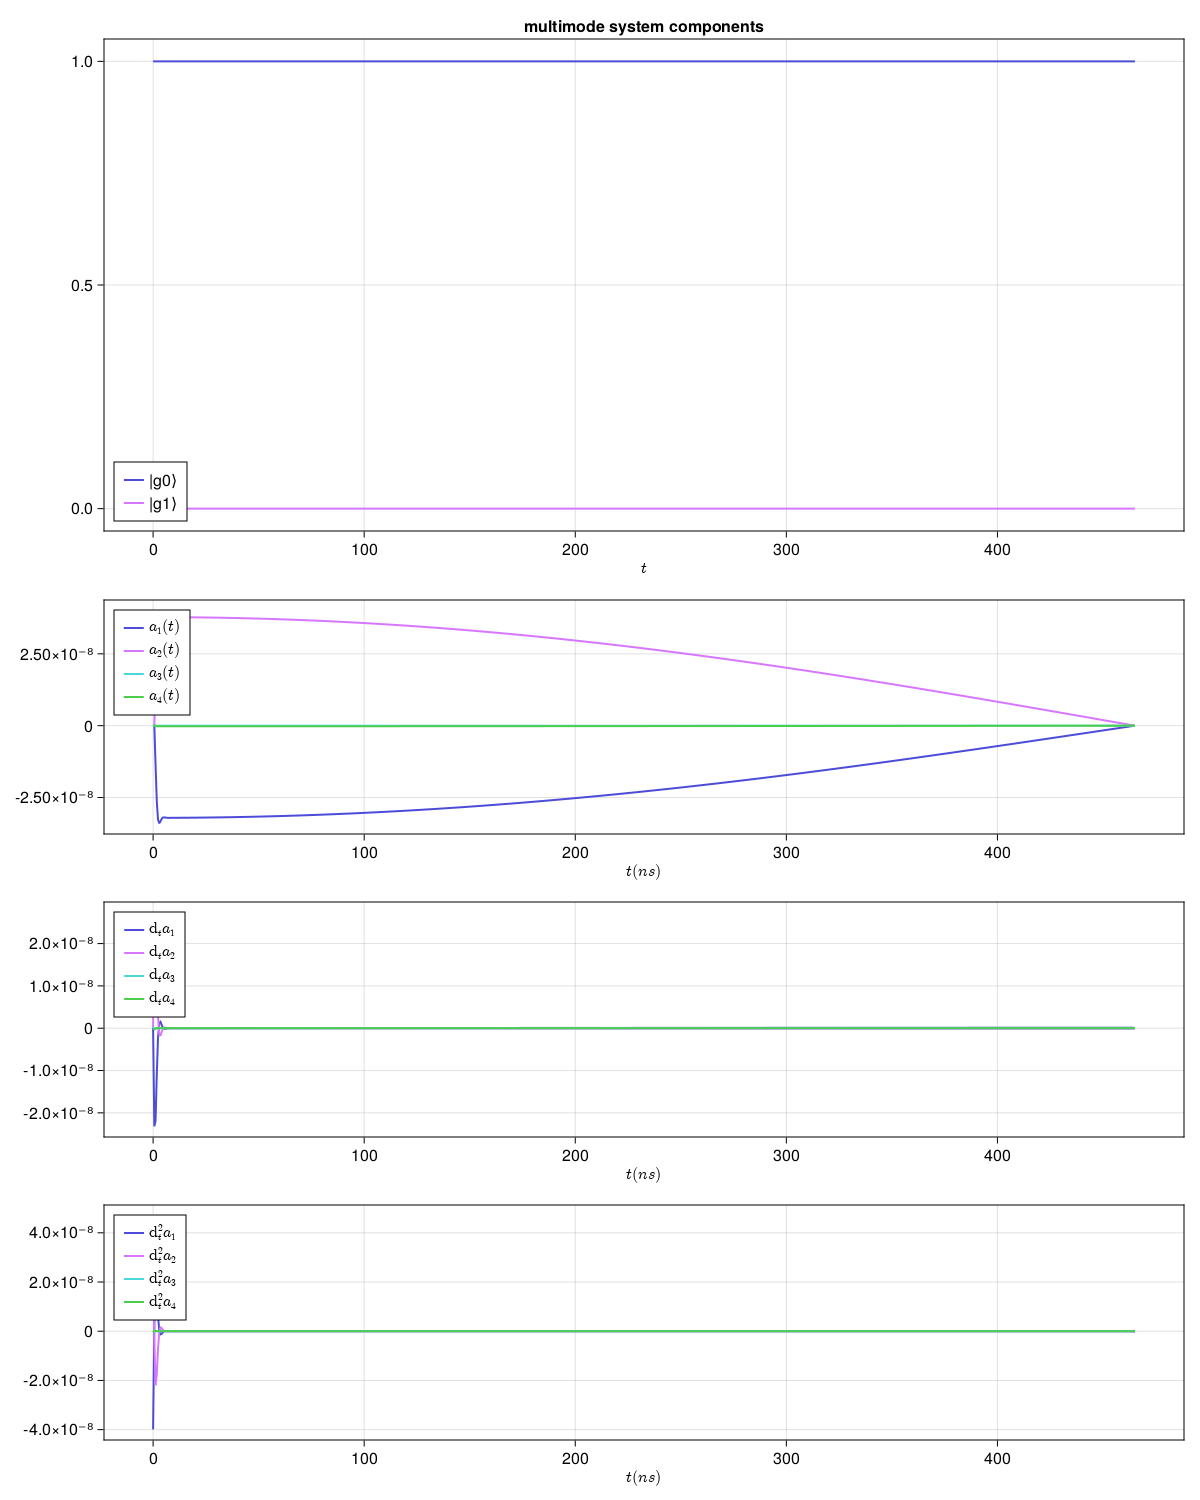 multimode system components
1.0
0.5
0.0
|g0⟩
|g1⟩
0 100 200 300 400
t
2.50×10⁻⁸
0
-2.50×10⁻⁸
a₁(t)
a₂(t)
a₃(t)
a₄(t)
0 100 200 300 400
t(ns)
2.0×10⁻⁸
1.0×10⁻⁸
0
-1.0×10⁻⁸
-2.0×10⁻⁸
dₜa₁
dₜa₂
dₜa₃
dₜa₄
0 100 200 300 400
t(ns)
4.0×10⁻⁸
2.0×10⁻⁸
0
-2.0×10⁻⁸
-4.0×10⁻⁸
d²ₜa₁
d²ₜa₂
d²ₜa₃
d²ₜa₄
0 100 200 300 400
t(ns)